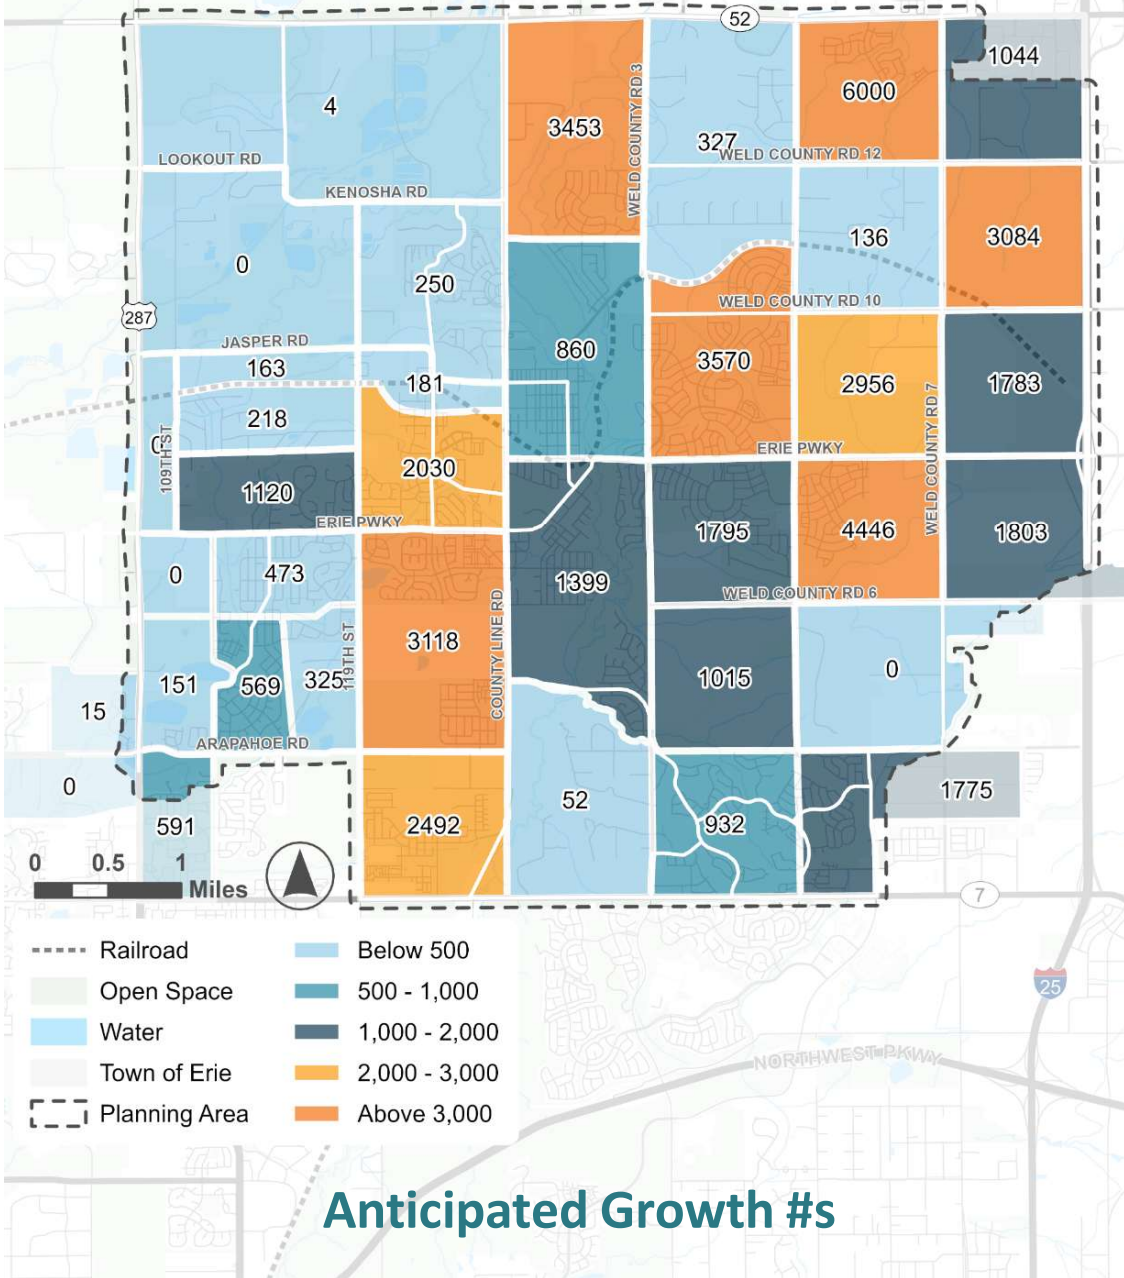 52
1044
4
6000
3453
WELD COUNTY RD 3
327
WELD COUNTY RD 12
LOOKOUT RD
KENOSHA RD
0
250
136
3084
287
WELD COUNTY RD 10
JASPER RD
163
181
860
3570
2956
1783
218
WELD COUNTY RD 7
0
109TH ST
2030
ERIE PWKY
1120
ERIE PWKY
1795
4446
1803
0
473
1399
WELD COUNTY RD 6
3118
COUNTY LINE RD
151
569
325
119TH ST
1015
0
15
ARAPAHOE RD
0
591
2492
52
932
1775
0 0.5 1
Miles
7
Railroad
Open Space
Water
Town of Erie
Planning Area
Below 500
500 - 1,000
1,000 - 2,000
2,000 - 3,000
Above 3,000
25
NORTHWEST PKWY
Anticipated Growth #s